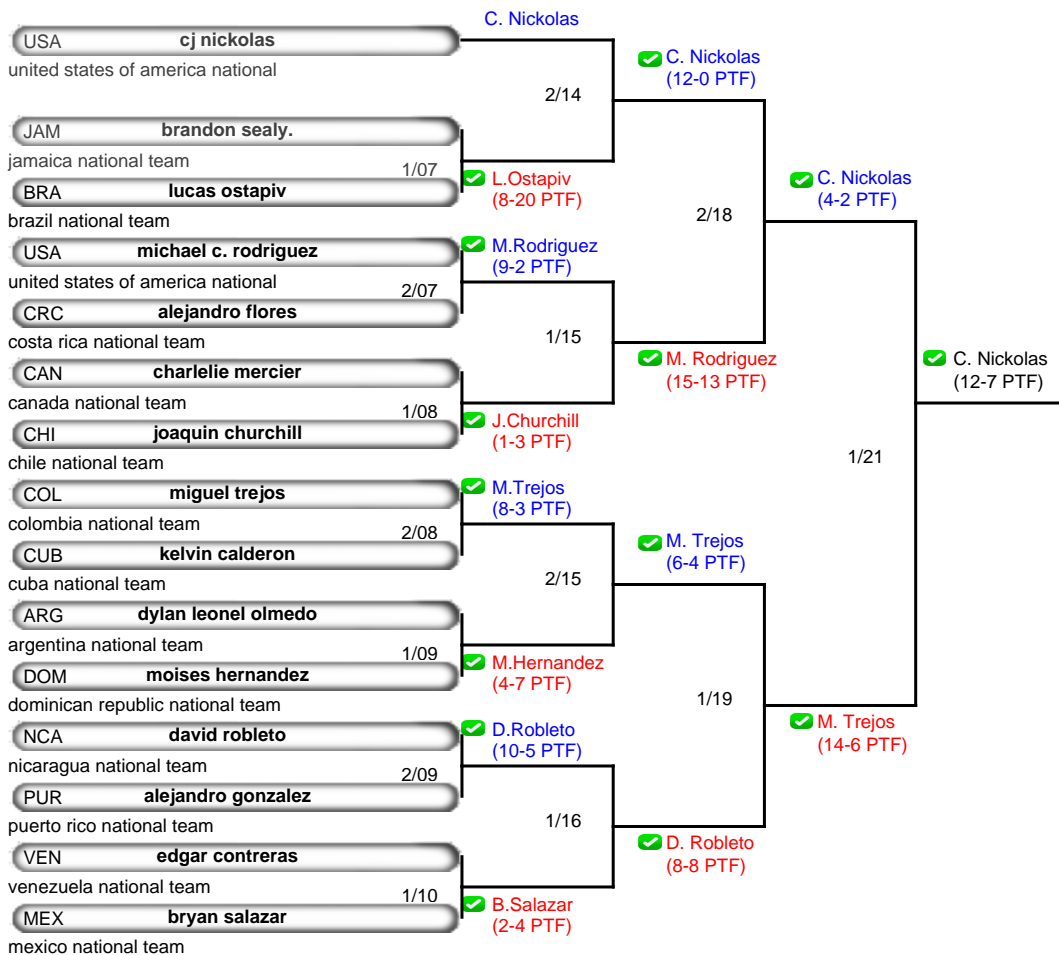 C. Nickolas
USA cj nickolas
united states of america national
C. Nickolas
(12-0 PTF)
2/14
JAM brandon sealy.
jamaica national team
1/07
BRA lucas ostapiv
brazil national team
L.Ostapiv
(8-20 PTF)
C. Nickolas
(4-2 PTF)
2/18
USA michael c. rodriguez
united states of america national
M.Rodriguez
(9-2 PTF)
2/07
CRC alejandro flores
costa rica national team
1/15
M. Rodriguez
(15-13 PTF)
C. Nickolas
(12-7 PTF)
CAN charlelie mercier
canada national team
1/08
CHI joaquin churchill
chile national team
J.Churchill
(1-3 PTF)
1/21
COL miguel trejos
colombia national team
M.Trejos
(8-3 PTF)
2/08
CUB kelvin calderon
cuba national team
M. Trejos
(6-4 PTF)
2/15
ARG dylan leonel olmedo
argentina national team
1/09
DOM moises hernandez
dominican republic national team
M.Hernandez
(4-7 PTF)
1/19
M. Trejos
(14-6 PTF)
NCA david robleto
nicaragua national team
D.Robleto
(10-5 PTF)
2/09
PUR alejandro gonzalez
puerto rico national team
1/16
D. Robleto
(8-8 PTF)
VEN edgar contreras
venezuela national team
1/10
MEX bryan salazar
mexico national team
B.Salazar
(2-4 PTF)